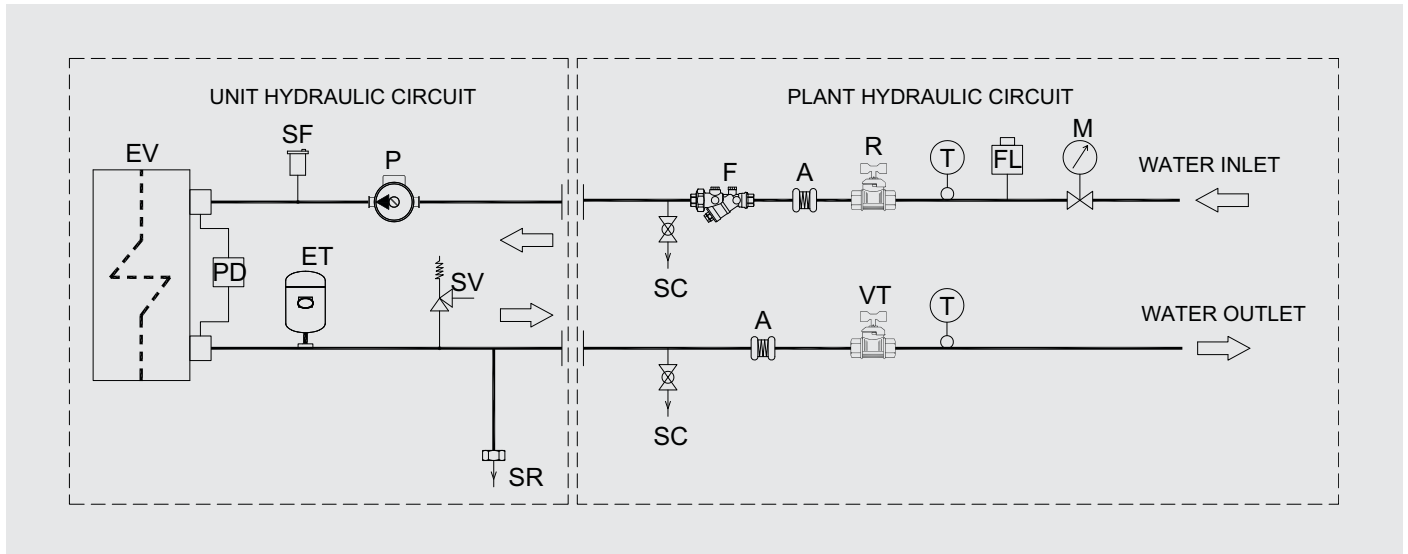 UNIT HYDRAULIC CIRCUIT
PLANT HYDRAULIC CIRCUIT
EV
SF
P
F
A
R
T
FL
M
WATER INLET
PD
ET
SV
SC
A
VT
T
WATER OUTLET
SC
SR